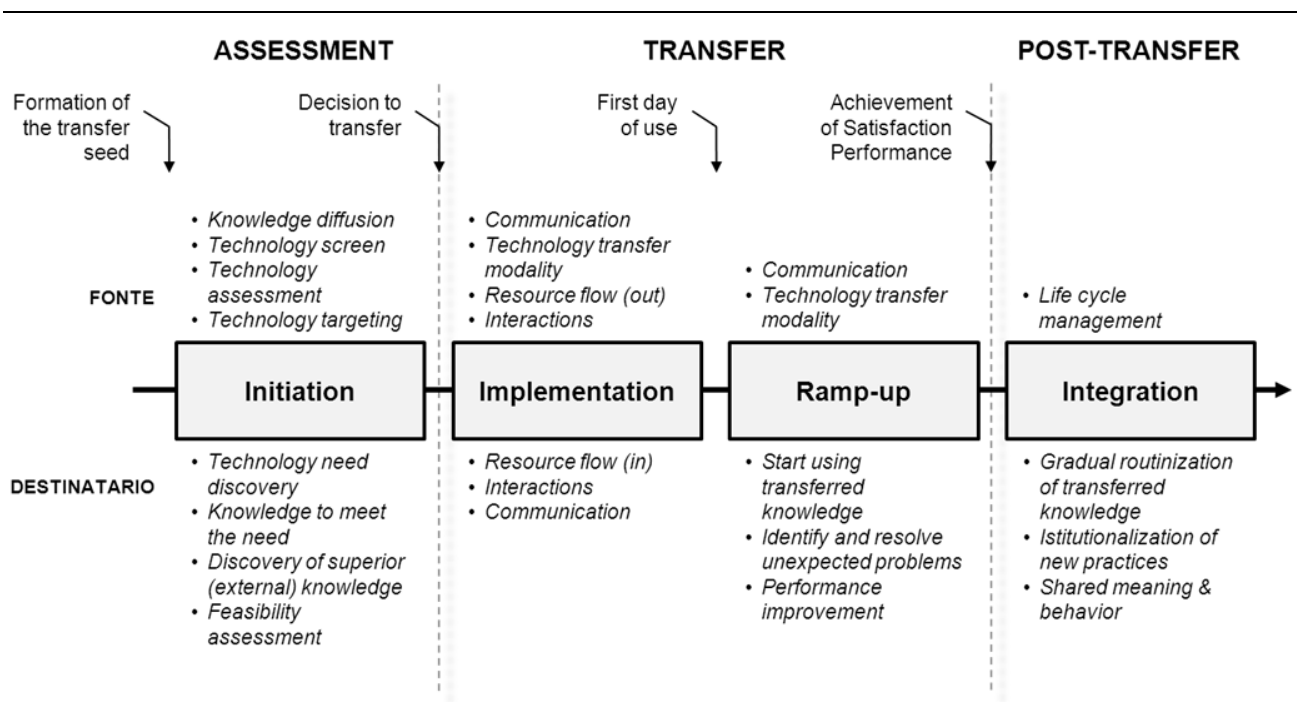 ASSESSMENT
TRANSFER
POST-TRANSFER
Formation of
the transfer
seed
Decision to
transfer
First day
of use
Achievement
of Satisfaction
Performance
FONTE
• Knowledge diffusion
• Technology screen
• Technology
assessment
• Technology targeting
• Communication
• Technology transfer
modality
• Resource flow (out)
• Interactions
• Communication
• Technology transfer
modality
• Life cycle
management
Initiation
Implementation
Ramp-up
Integration
DESTINATARIO
• Technology need
discovery
• Knowledge to meet
the need
• Discovery of superior
(external) knowledge
• Feasibility
assessment
• Resource flow (in)
• Interactions
• Communication
• Start using
transferred
knowledge
• Identify and resolve
unexpected problems
• Performance
improvement
• Gradual routinization
of transferred
knowledge
• Istitutionalization of
new practices
• Shared meaning &
behavior